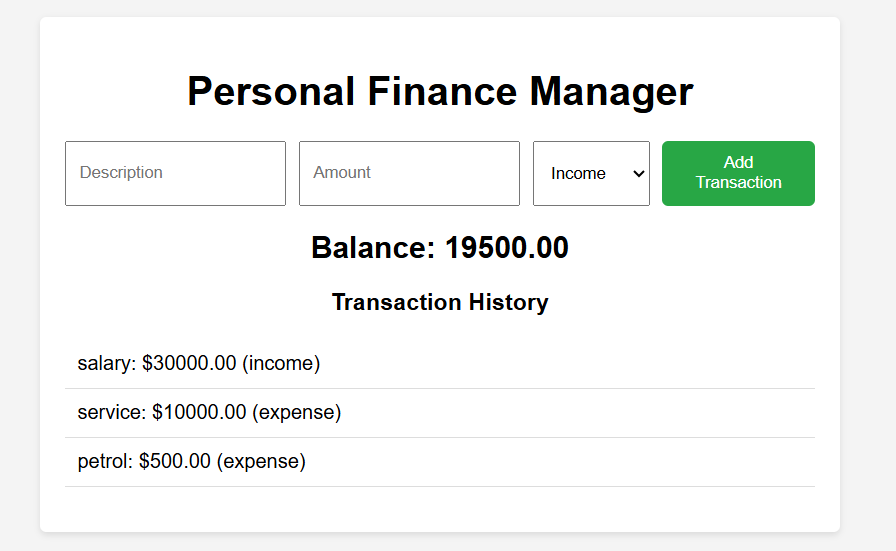 Personal Finance Manager
Description
Amount
Income
Add
Transaction
Balance: 19500.00
Transaction History
salary: $30000.00 (income)
service: $10000.00 (expense)
petrol: $500.00 (expense)